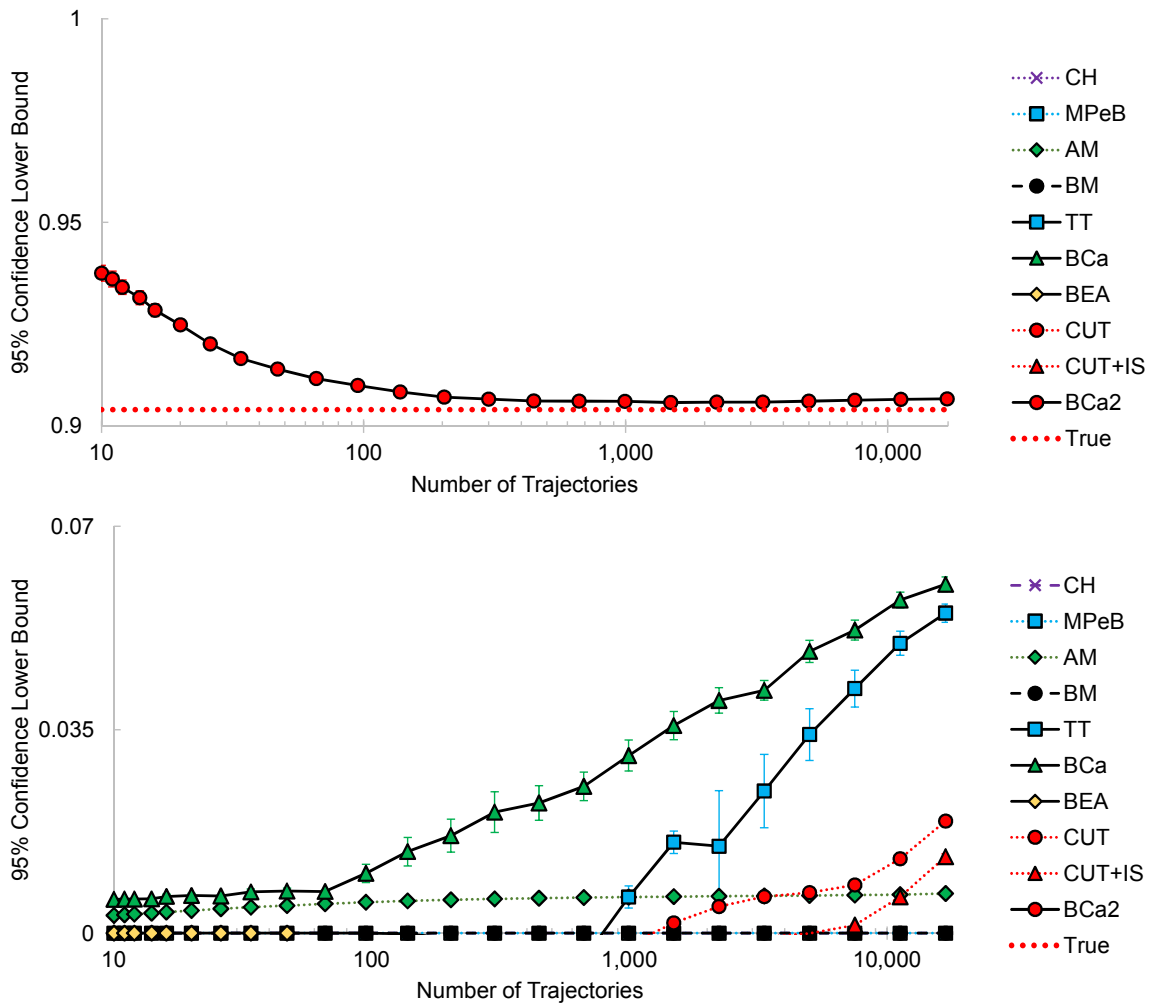 1
0.95
0.9
95% Confidence Lower Bound
10
100
1,000
10,000
Number of Trajectories
CH
MPeB
AM
BM
TT
BCa
BEA
CUT
CUT+IS
BCa2
True
0.07
0.035
0
95% Confidence Lower Bound
10
100
1,000
10,000
Number of Trajectories
CH
MPeB
AM
BM
TT
BCa
BEA
CUT
CUT+IS
BCa2
True